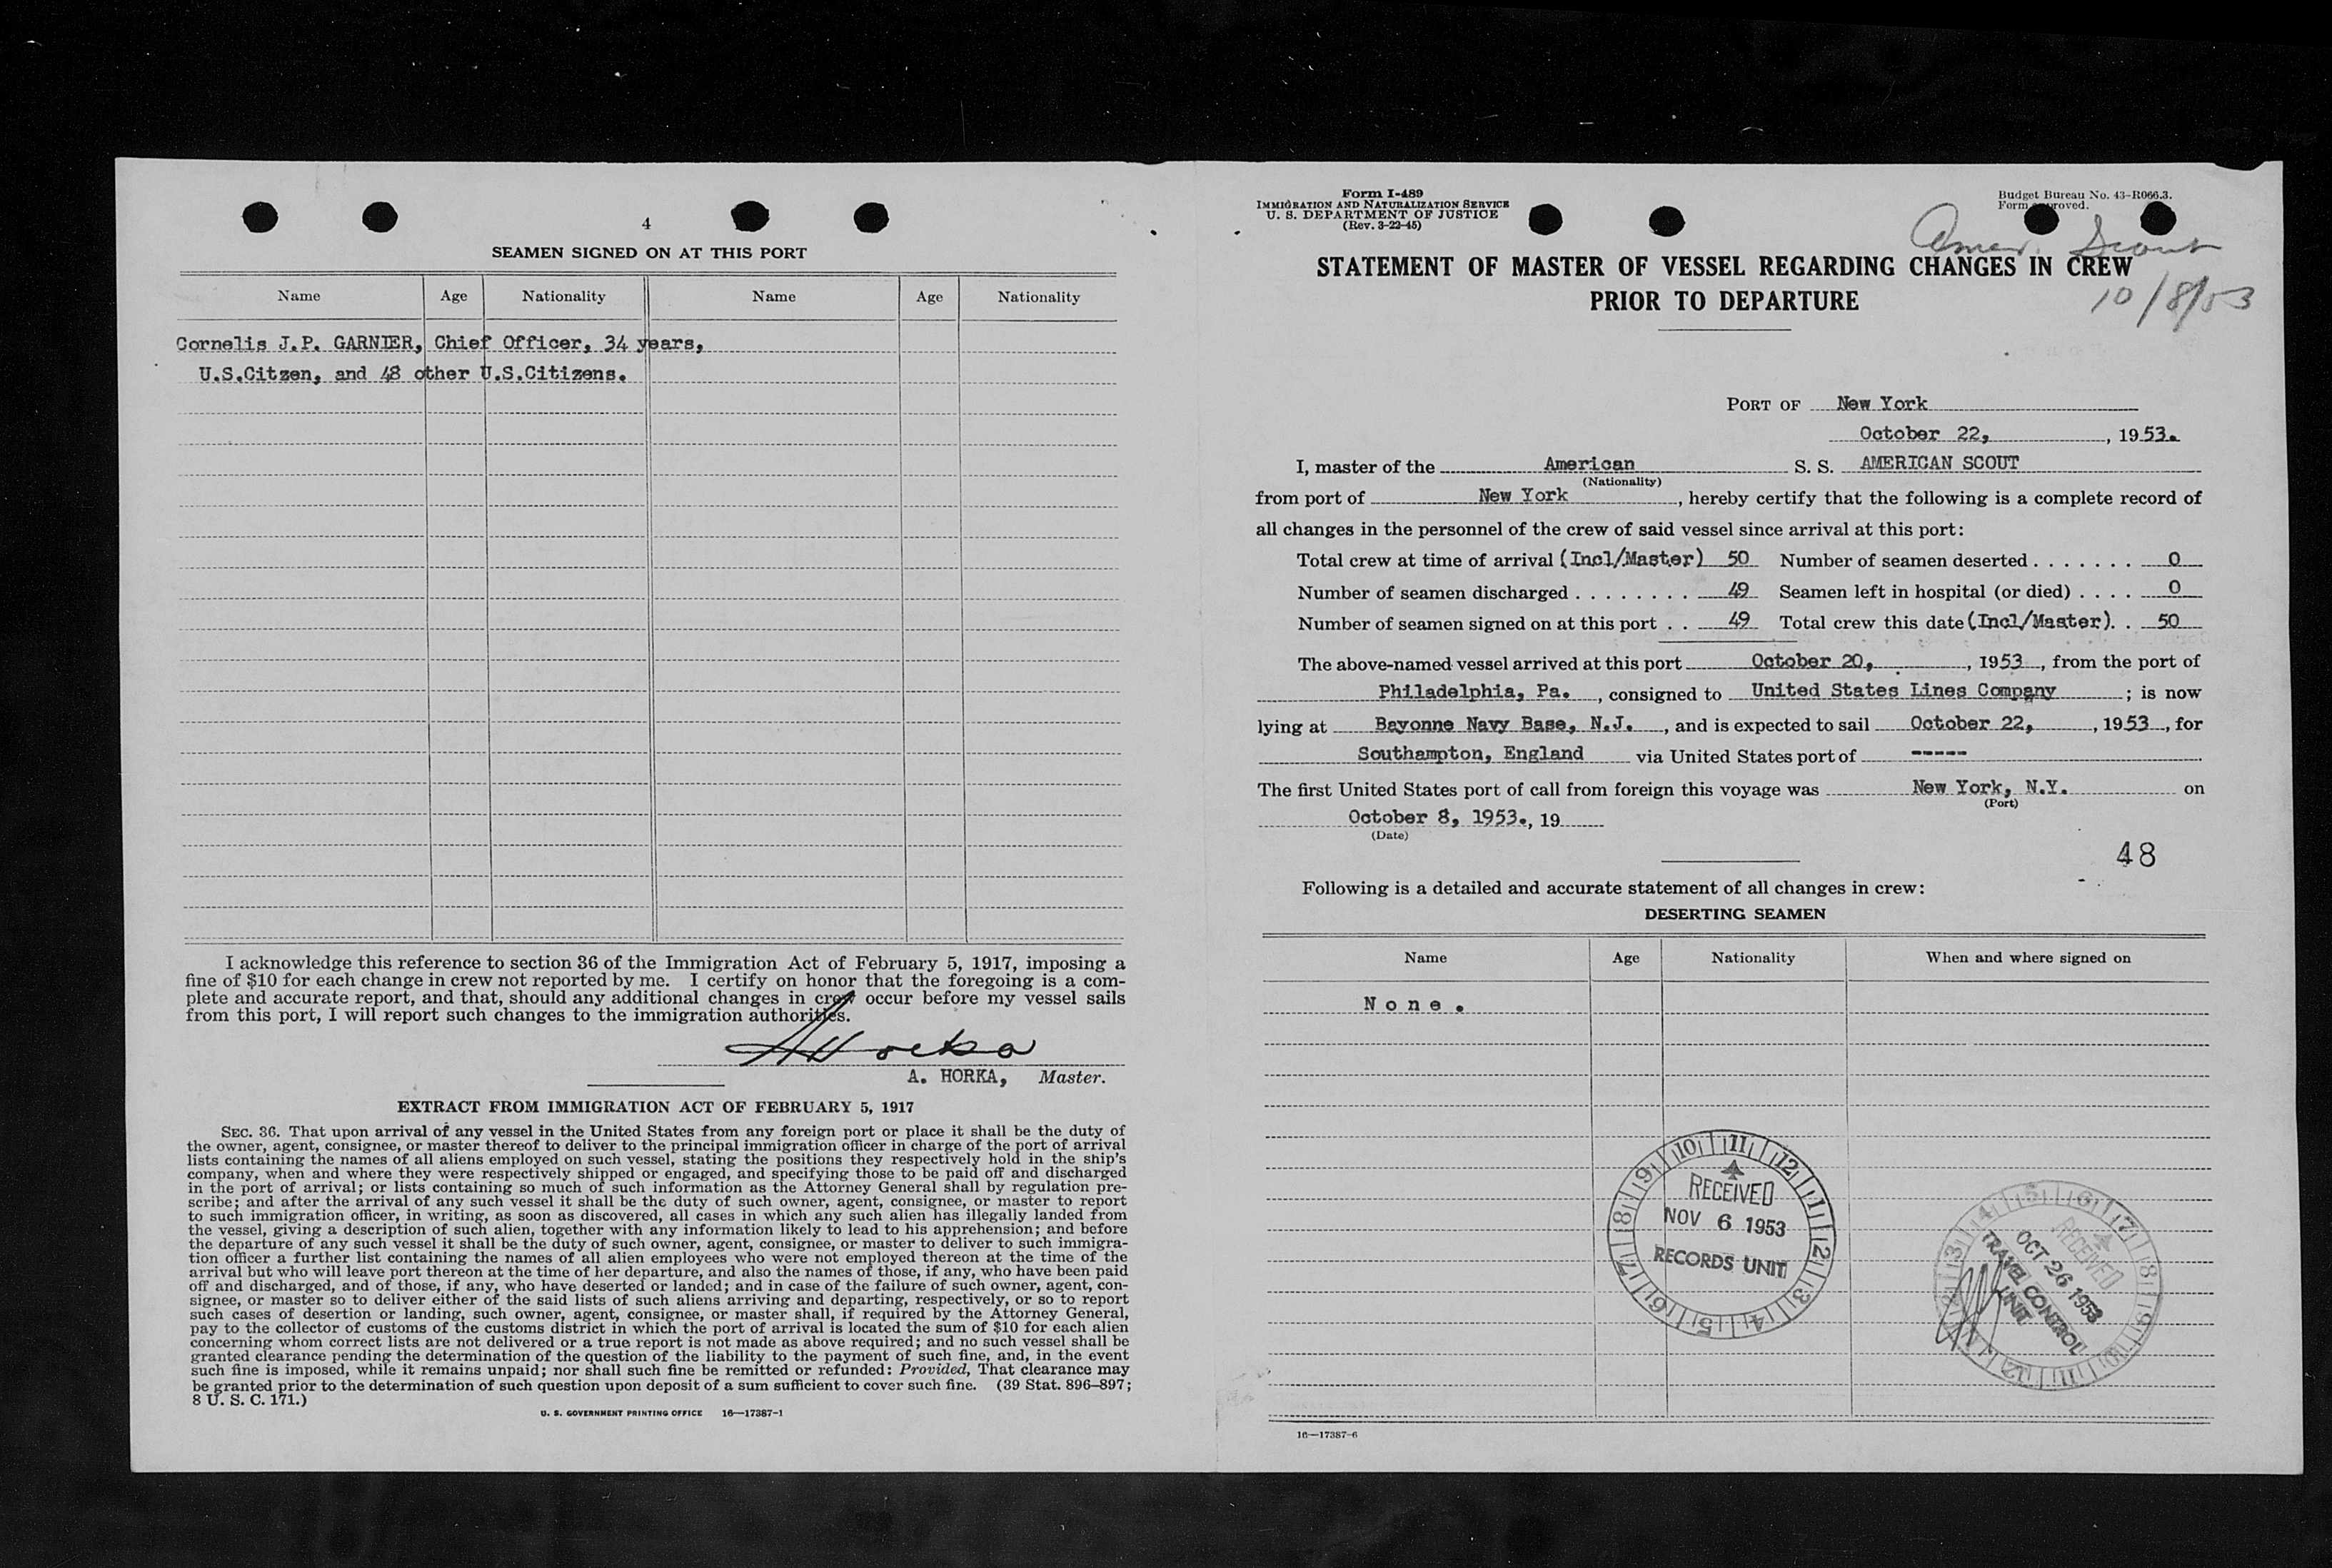 4
SEAMEN SIGNED ON AT THIS PORT
Name Age Nationality Name Age Nationality
Cornelis J.P. GARNIER, Chief Officer, 34 years,
U.S.Citzen, and 48 other U.S.Citizens.
I acknowledge this reference to section 36 of the Immigration Act of February 5, 1917, imposing a
fine of $10 for each change in crew not reported by me. I certify on honor that the foregoing is a com-
plete and accurate report, and that, should any additional changes in crew occur before my vessel sails
from this port, I will report such changes to the immigration authorities.
A Horka
A. HORKA, Master.
EXTRACT FROM IMMIGRATION ACT OF FEBRUARY 5, 1917
SEC. 36. That upon arrival of any vessel in the United States from any foreign port or place it shall be the duty of
the owner, agent, consignee, or master thereof to deliver to the principal immigration officer in charge of the port of arrival
lists containing the names of all aliens employed on such vessel, stating the positions they respectively hold in the ship's
company, when and where they were respectively shipped or engaged, and specifying those to be paid off and discharged
in the port of arrival; or lists containing so much of such information as the Attorney General shall by regulation pre-
scribe; and after the arrival of any such vessel it shall be the duty of such owner, agent, consignee, or master to report
to such immigration officer, in writing, as soon as discovered, all cases in which any such alien has illegally landed from
the vessel, giving a description of such alien, together with any information likely to lead to his apprehension; and before
the departure of any such vessel it shall be the duty of such owner, agent, consignee, or master to deliver to such immigra-
tion officer a further list containing the names of all alien employees who were not employed thereon at the time of the
arrival but who will leave port thereon at the time of her departure, and also the names of those, if any, who have been paid
off and discharged, and of those, if any, who have deserted or landed; and in case of the failure of such owner, agent, con-
signee, or master so to deliver either of the said lists of such aliens arriving and departing, respectively, or so to report
such cases of desertion or landing, such owner, agent, consignee, or master shall, if required by the Attorney General,
pay to the collector of customs of the customs district in which the port of arrival is located the sum of $10 for each alien
concerning whom correct lists are not delivered or a true report is not made as above required; and no such vessel shall be
granted clearance pending the determination of the question of the liability to the payment of such fine, and, in the event
such fine is imposed, while it remains unpaid; nor shall such fine be remitted or refunded: Provided, That clearance may
be granted prior to the determination of such question upon deposit of a sum sufficient to cover such fine. (39 Stat. 896–897;
8 U. S. C. 171.)
U. S. GOVERNMENT PRINTING OFFICE 16—17387-1
Form I-489
IMMIGRATION AND NATURALIZATION SERVICE
U. S. DEPARTMENT OF JUSTICE
(Rev. 3-22-45)
Budget Bureau No. 43-R066.3.
Form approved.
Amer. Scout
10/8/53
STATEMENT OF MASTER OF VESSEL REGARDING CHANGES IN CREW
PRIOR TO DEPARTURE
PORT OF New York
October 22, , 1953.
I, master of the American S. S. AMERICAN SCOUT
(Nationality)
from port of New York , hereby certify that the following is a complete record of
all changes in the personnel of the crew of said vessel since arrival at this port:
Total crew at time of arrival (Incl/Master) 50 Number of seamen deserted . . . . . . . 0
Number of seamen discharged . . . . . . . . 49 Seamen left in hospital (or died) . . . . 0
Number of seamen signed on at this port . . 49 Total crew this date (Incl/Master). . 50
The above-named vessel arrived at this port October 20, , 1953 , from the port of
Philadelphia, Pa. , consigned to United States Lines Company ; is now
lying at Bayonne Navy Base, N.J. , and is expected to sail October 22, , 1953 , for
Southampton, England via United States port of -----
The first United States port of call from foreign this voyage was New York, N.Y. on
(Port)
October 8, 1953., 19
(Date)
48
Following is a detailed and accurate statement of all changes in crew:
DESERTING SEAMEN
Name Age Nationality When and where signed on
None.
10 11 12 1 2 3 4 5 6 7 8 9
RECEIVED
NOV 6 1953
RECORDS UNIT
RECEIVED
OCT 26 1953
TRAVEL CONTROL
UNIT
16—17387-6